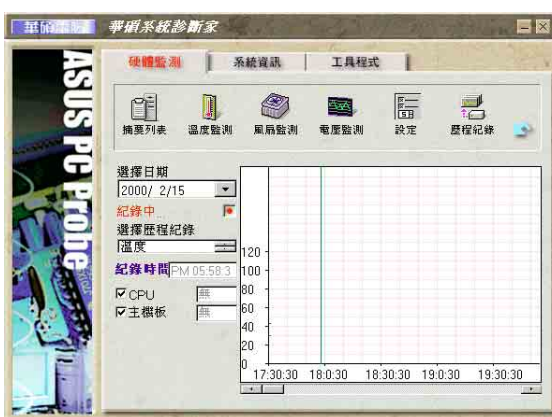 華碩系統診斷家
ASUS PC Probe
硬體監測 系統資訊 工具程式
摘要列表 溫度監測 風扇監測 電壓監測 設定 歷程紀錄
選擇日期
2000/ 2/15
紀錄中
選擇歷程紀錄
溫度
紀錄時間 PM 05:58:3
CPU 無
主機板 無
120
100
80
60
40
20
0
17:30:30 18:0:30 18:30:30 19:0:30 19:30:30